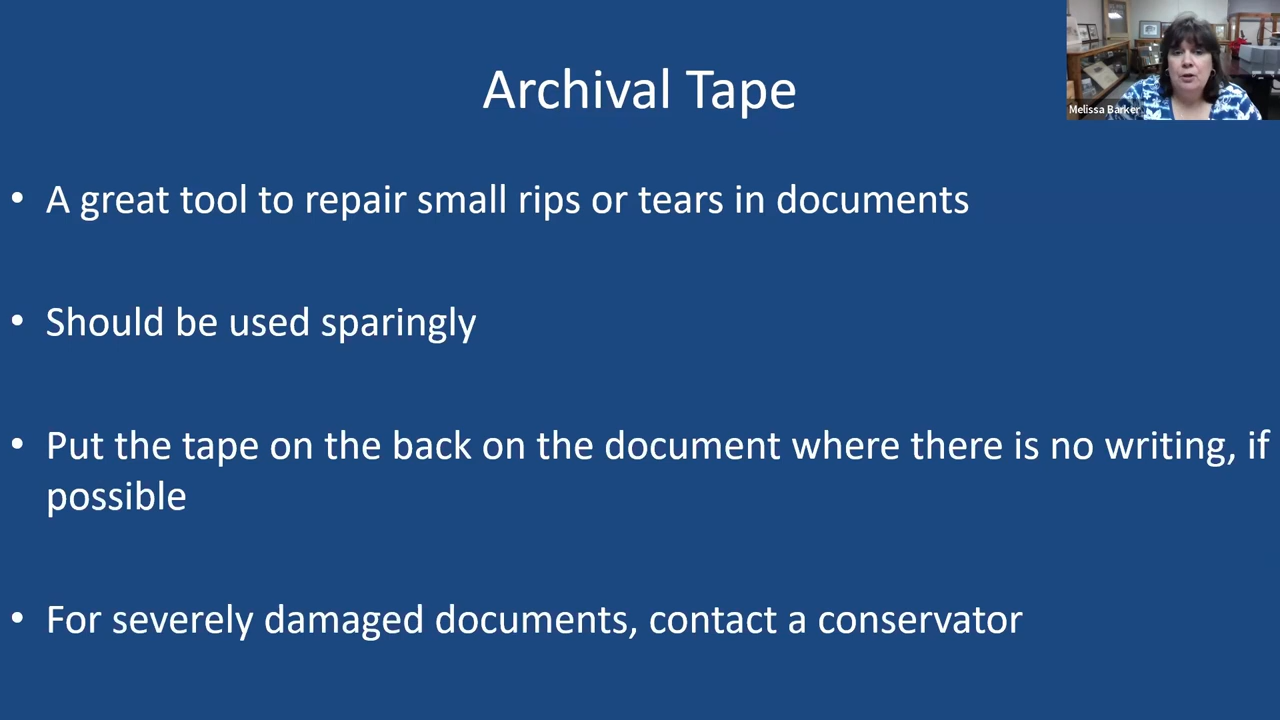 Archival Tape
Melissa Barker
• A great tool to repair small rips or tears in documents
• Should be used sparingly
• Put the tape on the back on the document where there is no writing, if
possible
• For severely damaged documents, contact a conservator